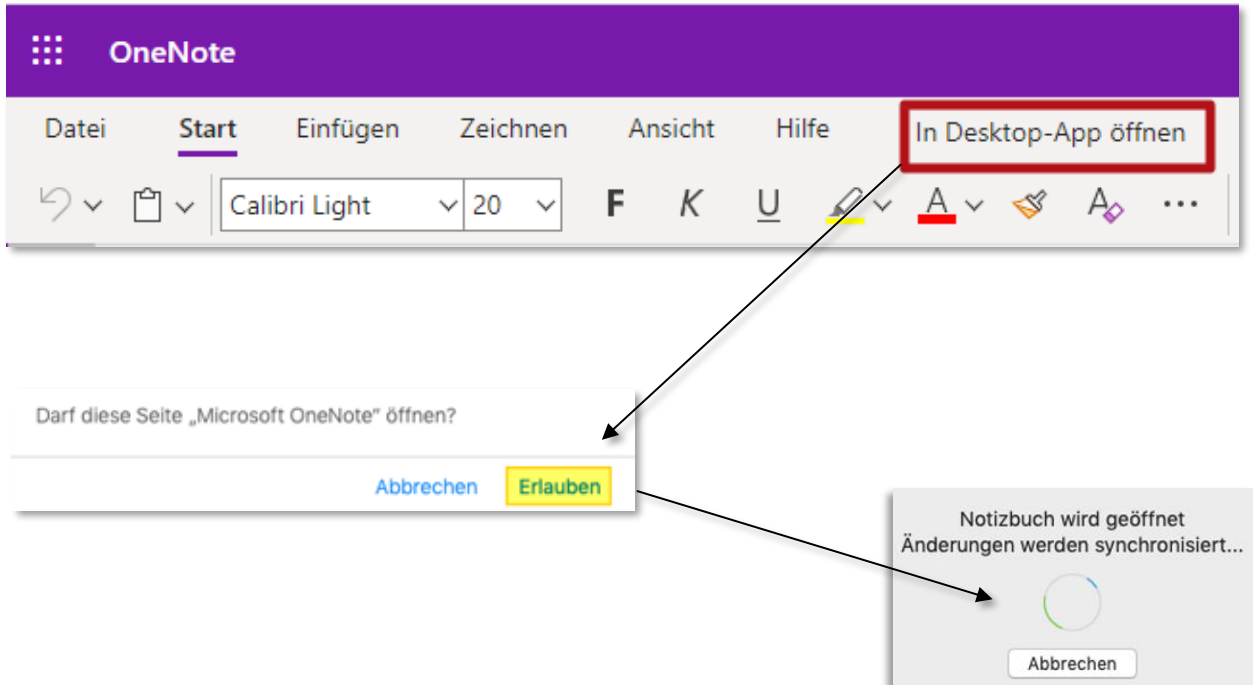 OneNote
Datei Start Einfügen Zeichnen Ansicht Hilfe In Desktop-App öffnen
Calibri Light 20 F K U A A ...
Darf diese Seite „Microsoft OneNote" öffnen?
Abbrechen Erlauben
Notizbuch wird geöffnet
Änderungen werden synchronisiert...
Abbrechen